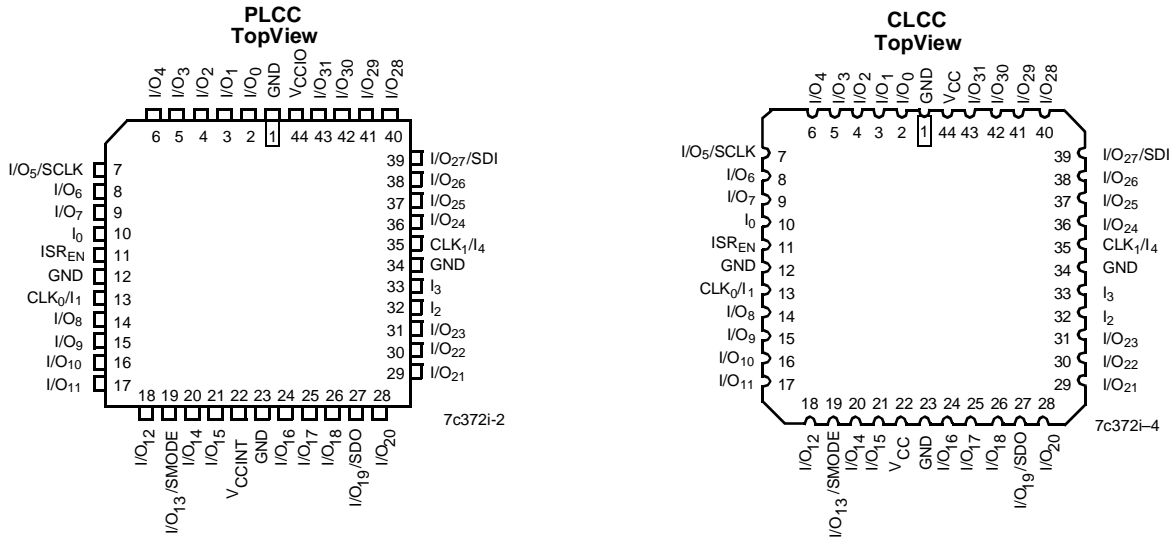 PLCC
TopView
I/O4
I/O3
I/O2
I/O1
I/O0
GND
VCCIO
I/O31
I/O30
I/O29
I/O28
6 5 4 3 2 1 44 43 42 41 40
I/O5/SCLK 7
I/O6 8
I/O7 9
I0 10
ISREN 11
GND 12
CLK0/I1 13
I/O8 14
I/O9 15
I/O10 16
I/O11 17
39 I/O27/SDI
38 I/O26
37 I/O25
36 I/O24
35 CLK1/I4
34 GND
33 I3
32 I2
31 I/O23
30 I/O22
29 I/O21
18 19 20 21 22 23 24 25 26 27 28
I/O12
I/O13/SMODE
I/O14
I/O15
VCCINT
GND
I/O16
I/O17
I/O18
I/O19/SDO
I/O20
7c372i-2
CLCC
TopView
I/O4
I/O3
I/O2
I/O1
I/O0
GND
VCC
I/O31
I/O30
I/O29
I/O28
6 5 4 3 2 1 44 43 42 41 40
I/O5/SCLK 7
I/O6 8
I/O7 9
I0 10
ISREN 11
GND 12
CLK0/I1 13
I/O8 14
I/O9 15
I/O10 16
I/O11 17
39 I/O27/SDI
38 I/O26
37 I/O25
36 I/O24
35 CLK1/I4
34 GND
33 I3
32 I2
31 I/O23
30 I/O22
29 I/O21
18 19 20 21 22 23 24 25 26 27 28
I/O12
I/O13/SMODE
I/O14
I/O15
VCC
GND
I/O16
I/O17
I/O18
I/O19/SDO
I/O20
7c372i–4